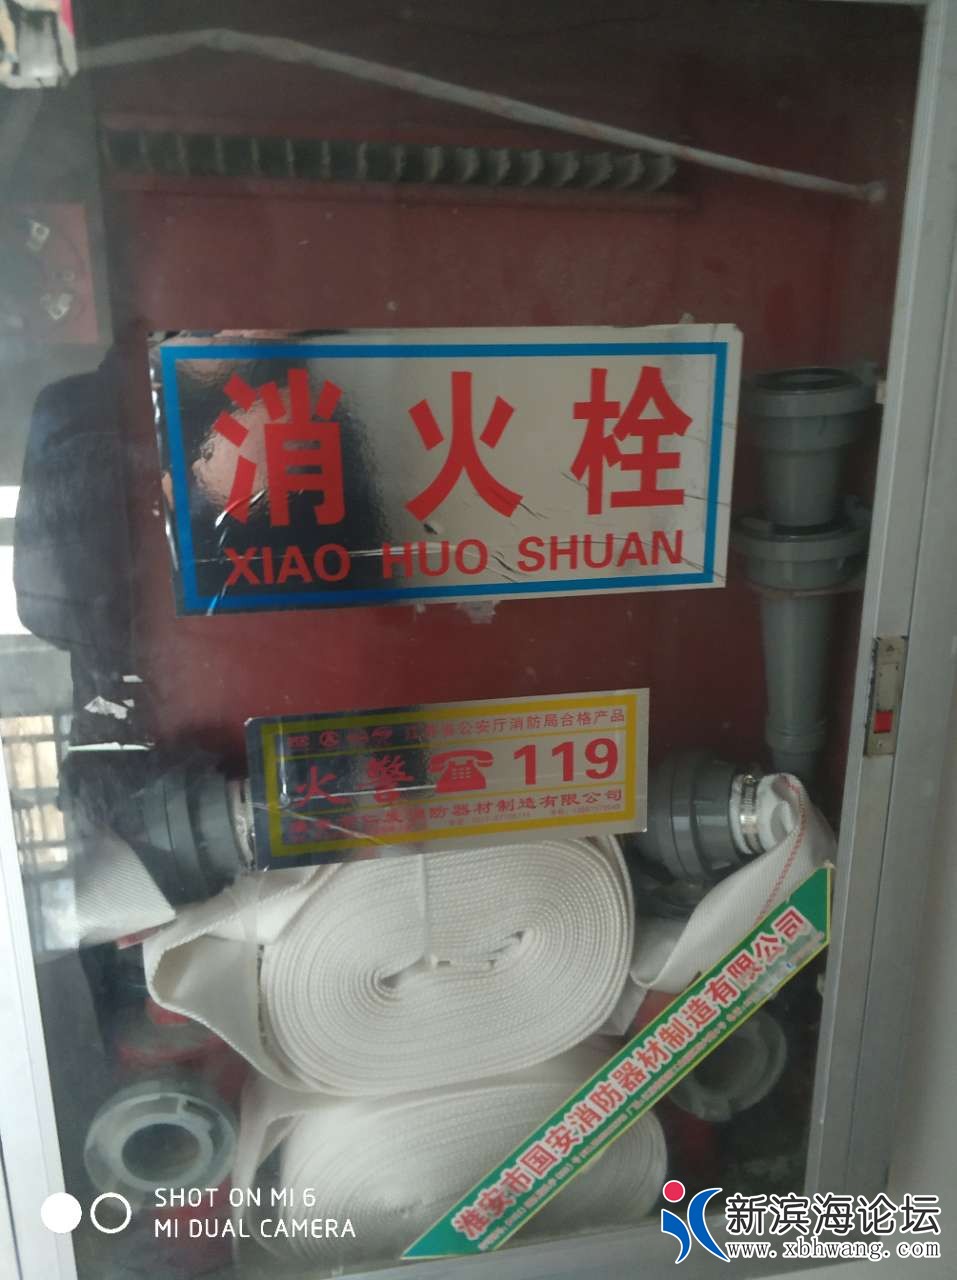 消火栓
XIAO HUO SHUAN
公安厅消防局合格产品
火警 119
消防器材制造有限公司
淮安市国安消防器材制造有限公司
SHOT ON MI 6
MI DUAL CAMERA
新滨海论坛
www.xbhwang.com